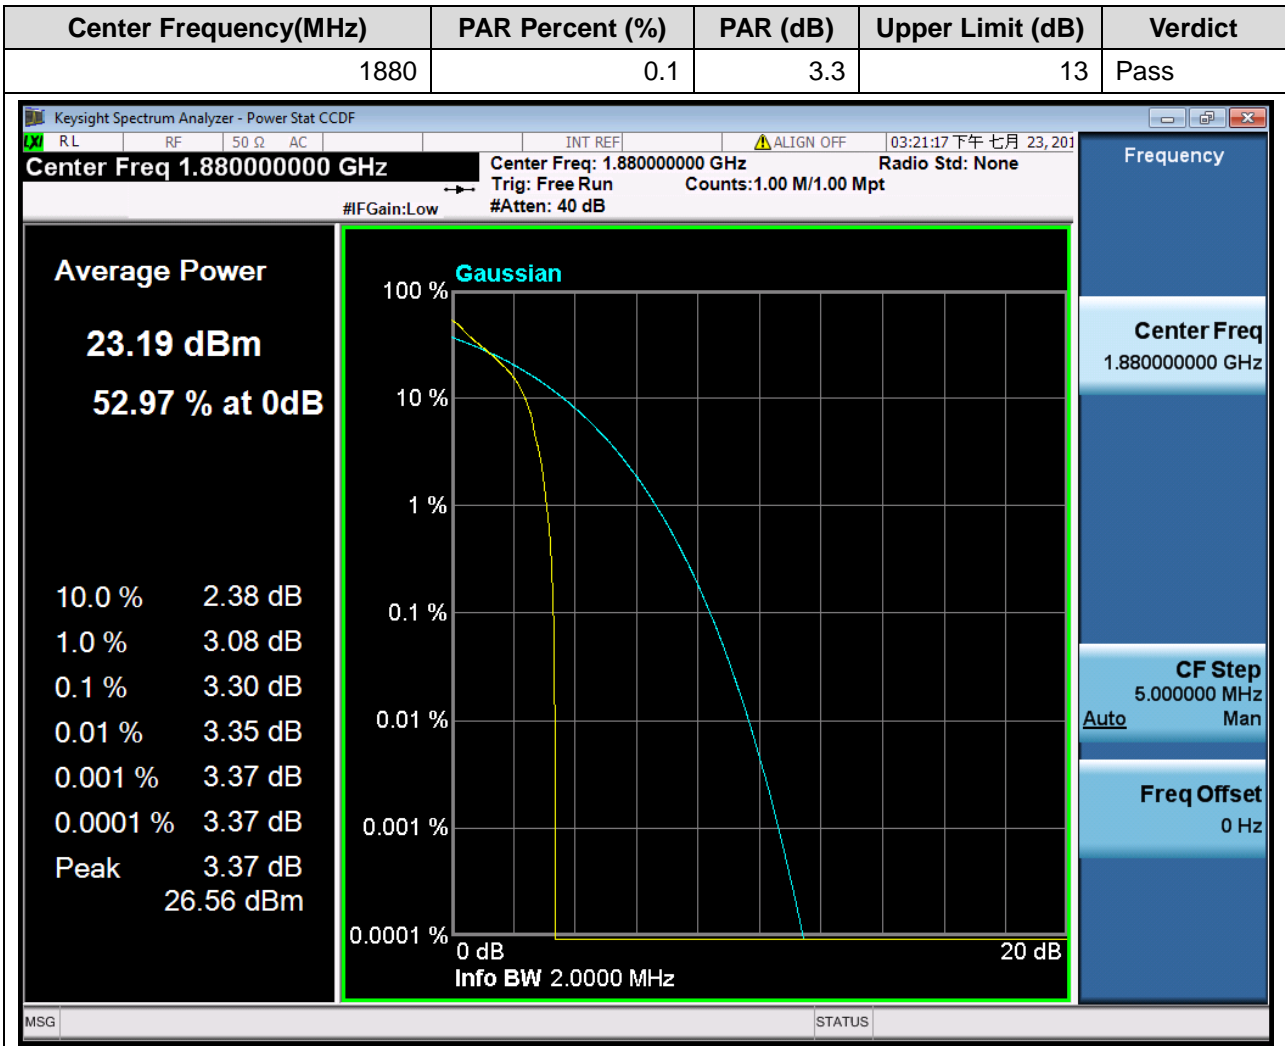 Center Frequency(MHz) PAR Percent (%) PAR (dB) Upper Limit (dB) Verdict
1880 0.1 3.3 13 Pass
Keysight Spectrum Analyzer - Power Stat CCDF
LXI RL RF 50 Ω AC INT REF ALIGN OFF 03:21:17 下午 七月 23, 201
Center Freq 1.880000000 GHz
#IFGain:Low
Center Freq: 1.880000000 GHz Radio Std: None
Trig: Free Run Counts:1.00 M/1.00 Mpt
#Atten: 40 dB
Average Power
23.19 dBm
52.97 % at 0dB
10.0 % 2.38 dB
1.0 % 3.08 dB
0.1 % 3.30 dB
0.01 % 3.35 dB
0.001 % 3.37 dB
0.0001 % 3.37 dB
Peak 3.37 dB
26.56 dBm
Gaussian
100 %
10 %
1 %
0.1 %
0.01 %
0.001 %
0.0001 %
0 dB 20 dB
Info BW 2.0000 MHz
Frequency
Center Freq
1.880000000 GHz
CF Step
5.000000 MHz
Auto Man
Freq Offset
0 Hz
MSG STATUS